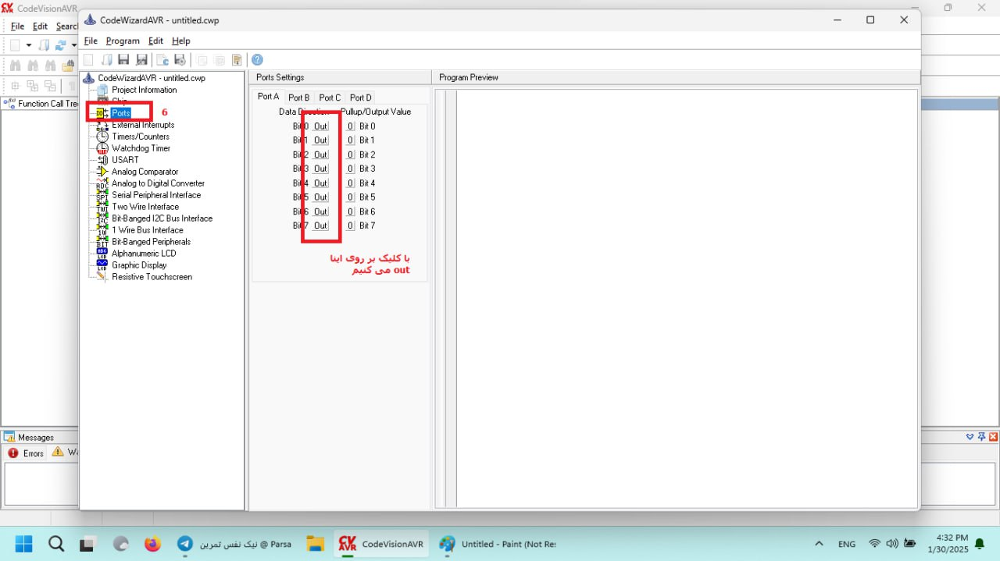 CodeVisionAVR
File Edit Searc
CodeWizardAVR - untitled.cwp
File Program Edit Help
Function Call Tre
CodeWizardAVR - untitled.cwp
Project Information
Chip
Ports
6
External Interrupts
Timers/Counters
Watchdog Timer
USART
Analog Comparator
Analog to Digital Converter
Serial Peripheral Interface
Two Wire Interface
Bit-Banged I2C Bus Interface
1 Wire Bus Interface
Bit-Banged Peripherals
Alphanumeric LCD
Graphic Display
Resistive Touchscreen
Ports Settings
Port A Port B Port C Port D
Data Direction Pullup/Output Value
Bit 0 Out 0 Bit 0
Bit 1 Out 0 Bit 1
Bit 2 Out 0 Bit 2
Bit 3 Out 0 Bit 3
Bit 4 Out 0 Bit 4
Bit 5 Out 0 Bit 5
Bit 6 Out 0 Bit 6
Bit 7 Out 0 Bit 7
با کلیک بر روی اینا
out می کنیم
Program Preview
Messages
Errors Wa
نیک نفس تمرین @ Parsa
CodeVisionAVR
Untitled - Paint (Not Res
ENG
4:32 PM
1/30/2025